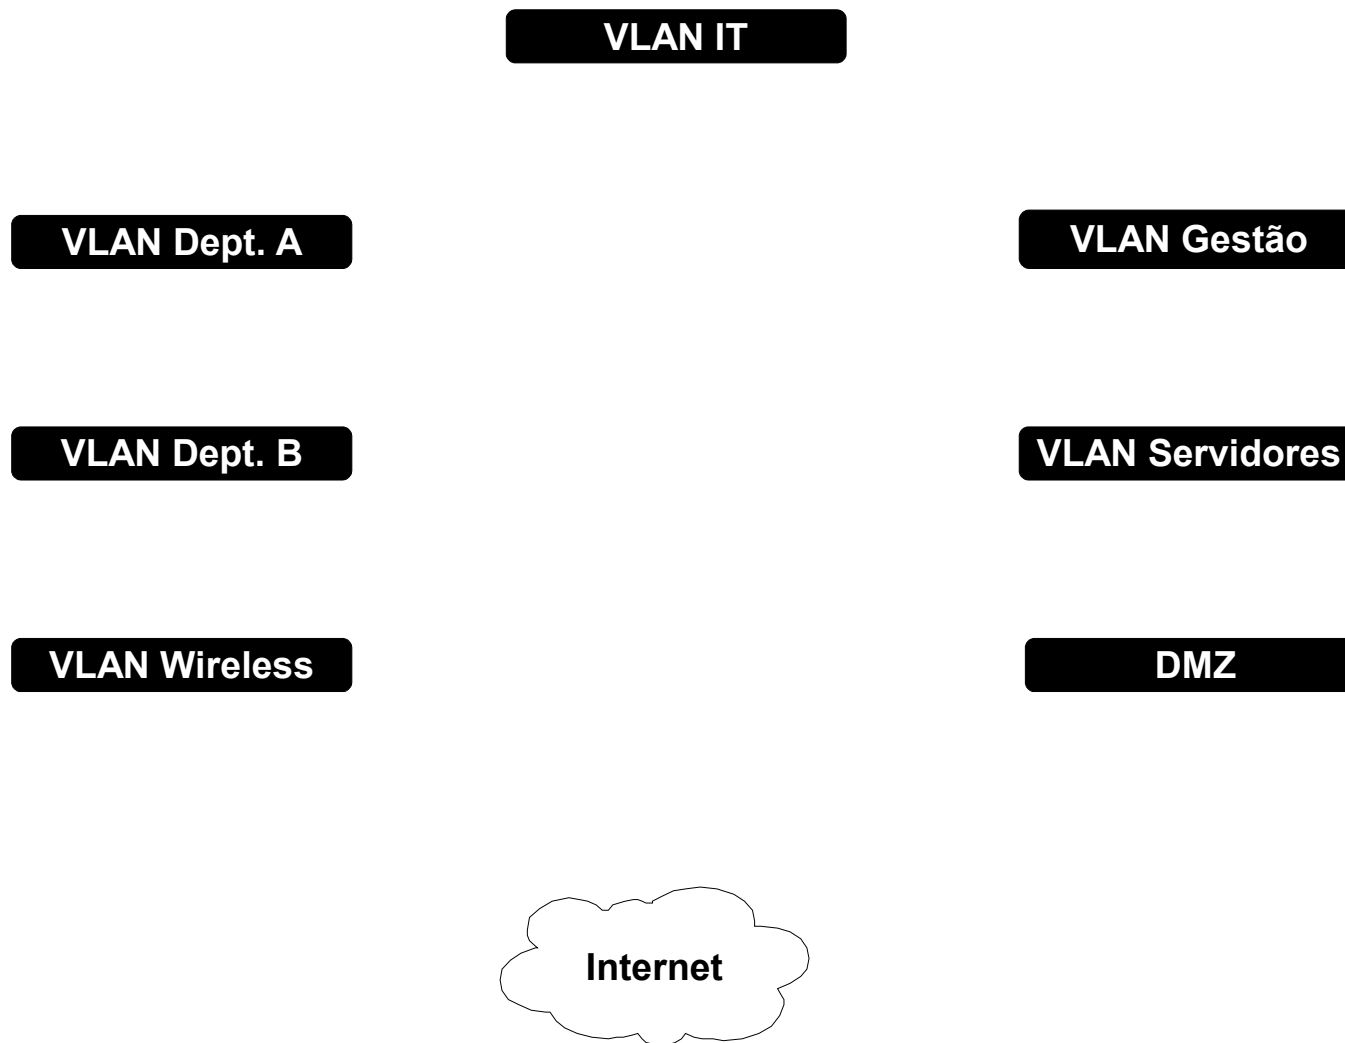 VLAN IT
VLAN Dept. A
VLAN Gestão
VLAN Dept. B
VLAN Servidores
VLAN Wireless
DMZ
Internet